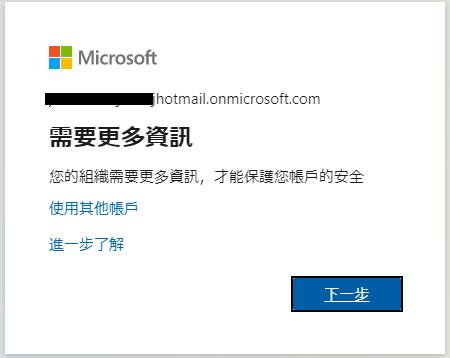 Microsoft
jhotmail.onmicrosoft.com
需要更多資訊
您的組織需要更多資訊，才能保護您帳戶的安全
使用其他帳戶
進一步了解
下一步